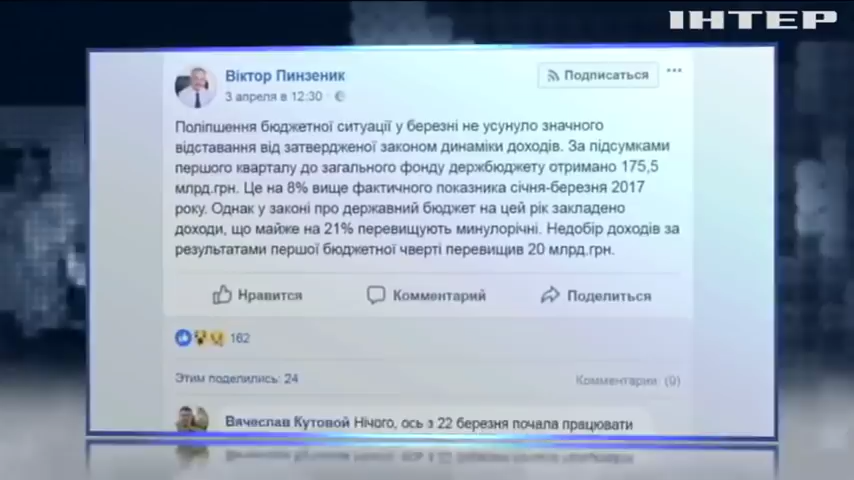 ІНТЕР
Віктор Пинзеник
Подписаться
3 апреля в 12:30
Поліпшення бюджетної ситуації у березні не усунуло значного
відставання від затвердженої законом динаміки доходів. За підсумками
першого кварталу до загального фонду держбюджету отримано 175,5
млрд.грн. Це на 8% вище фактичного показника січня-березня 2017
року. Однак у законі про державний бюджет на цей рік закладено
доходи, що майже на 21% перевищують минулорічні. Недобір доходів за
результатами першої бюджетної чверті перевищив 20 млрд.грн.
Нравится Комментарий Поделиться
162
Этим поделились: 24 Комментарии: (9)
Вячеслав Кутовой Нічого, ось з 22 березня почала працювати